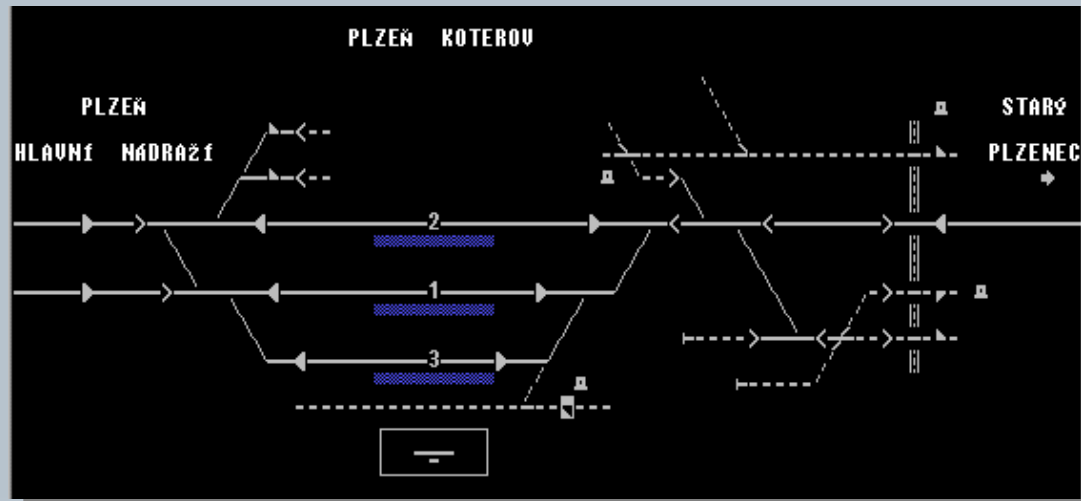 PLZEŇ KOTEROV
PLZEŇ
HLAVNÍ NÁDRAŽÍ
STARÝ
PLZENEC
2
1
3